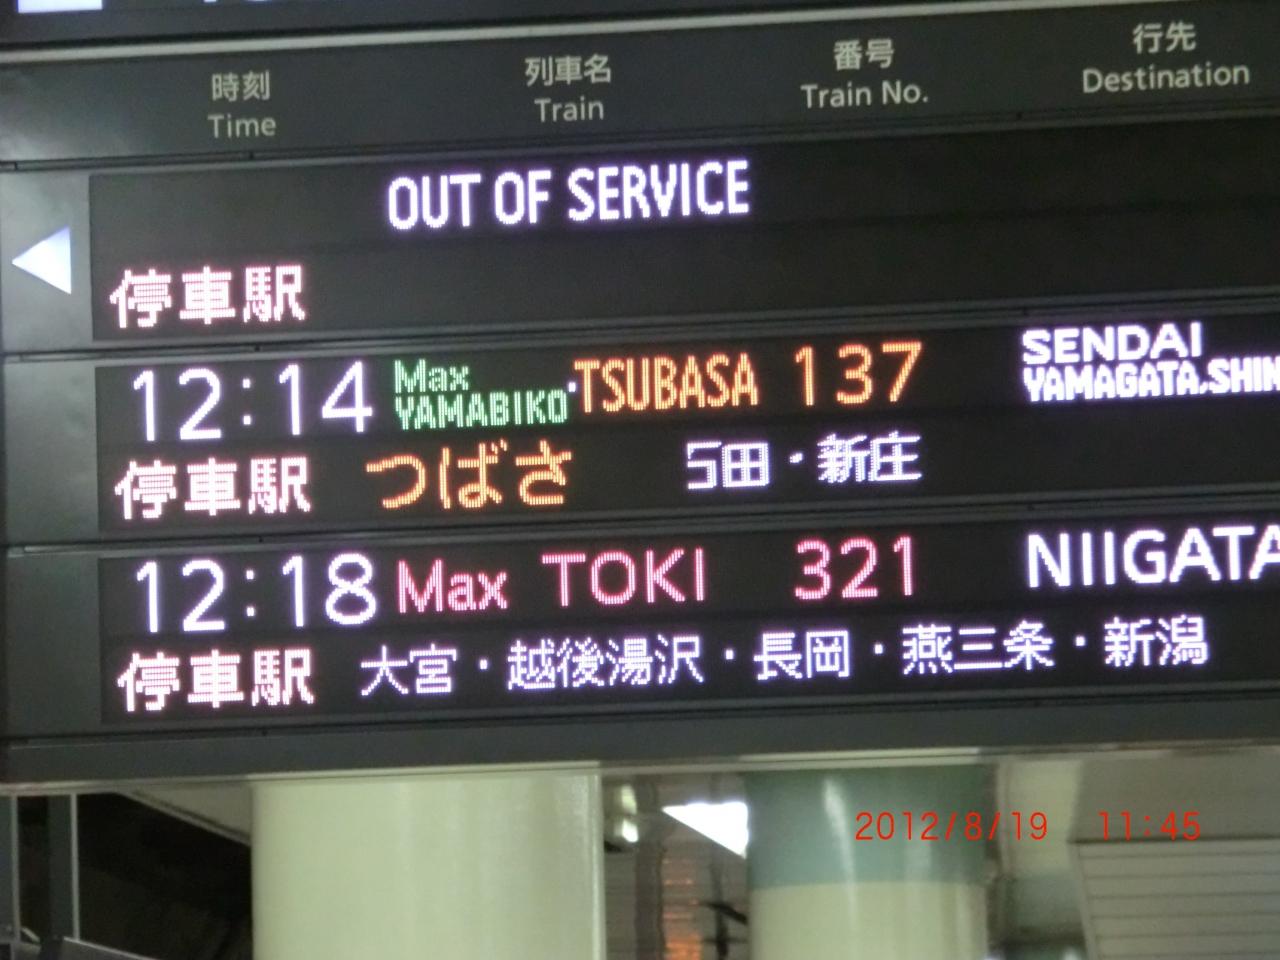 時刻 列車名 番号 行先
Time Train Train No. Destination
OUT OF SERVICE
停車駅
12:14 Max YAMABIKO・TSUBASA 137 SENDAI
YAMAGATA,SHIN
停車駅 つばさ 田・新庄
12:18 Max TOKI 321 NIIGATA
停車駅 大宮・越後湯沢・長岡・燕三条・新潟
2012/8/19 11:45